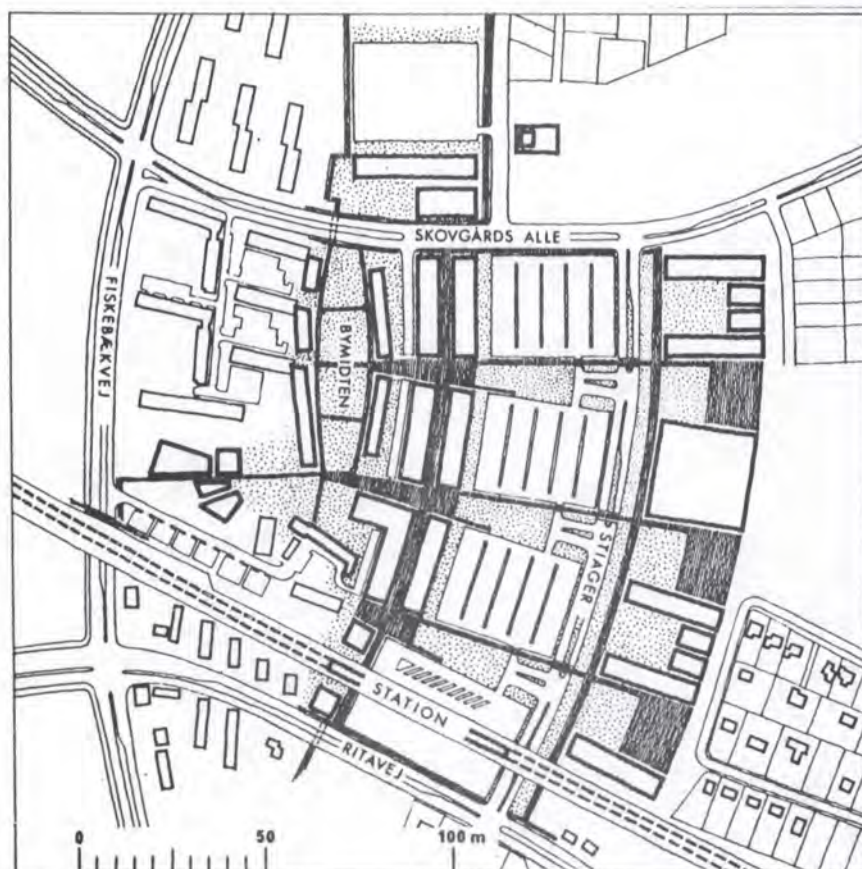 SKOVGÅRDS ALLE
FISKEBÆKVEJ
BYMIDTEN
STIAGER
STATION
RITAVEJ
0 50 100 m